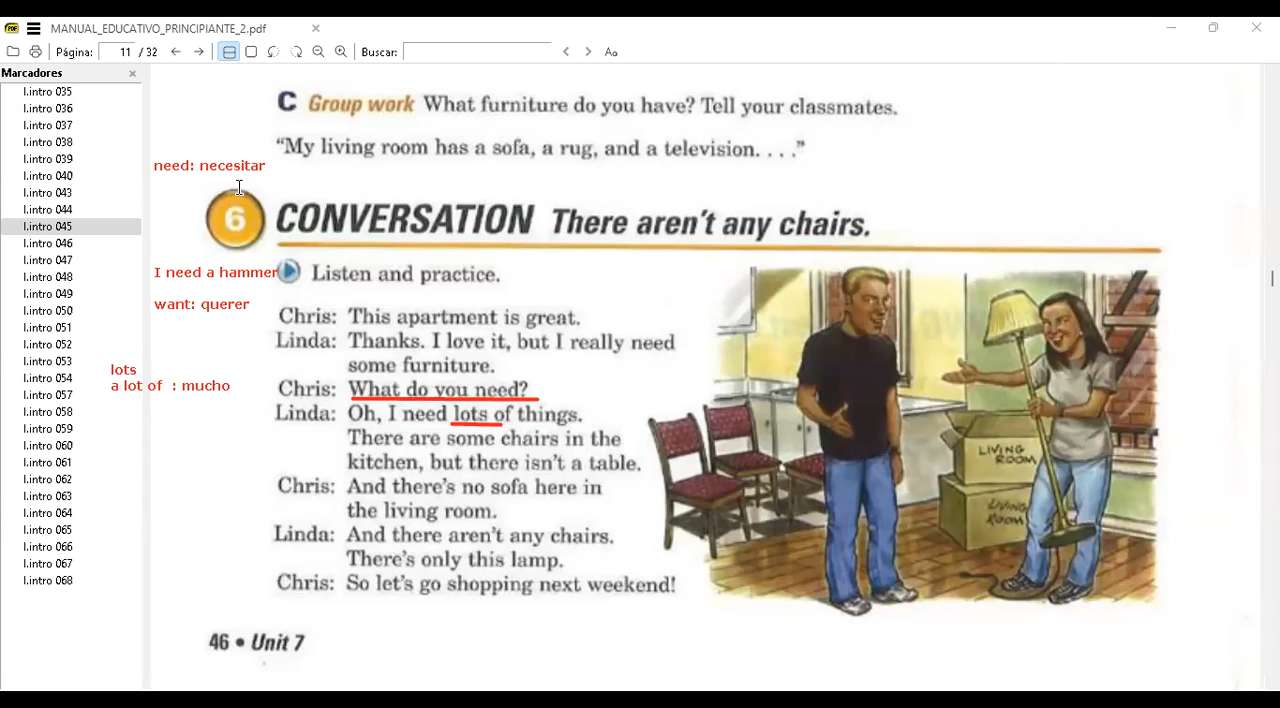 MANUAL_EDUCATIVO_PRINCIPIANTE_2.pdf
Página: 11 / 32
Buscar:
Aa
Marcadores
I.intro 035
I.intro 036
I.intro 037
I.intro 038
I.intro 039
I.intro 040
I.intro 043
I.intro 044
I.intro 045
I.intro 046
I.intro 047
I.intro 048
I.intro 049
I.intro 050
I.intro 051
I.intro 052
I.intro 053
I.intro 054
I.intro 057
I.intro 058
I.intro 059
I.intro 060
I.intro 061
I.intro 062
I.intro 063
I.intro 064
I.intro 065
I.intro 066
I.intro 067
I.intro 068
C Group work What furniture do you have? Tell your classmates.
“My living room has a sofa, a rug, and a television. . . .”
need: necesitar
6 CONVERSATION There aren't any chairs.
I need a hammer
Listen and practice.
want: querer
lots
a lot of : mucho
Chris: This apartment is great.
Linda: Thanks. I love it, but I really need
some furniture.
Chris: What do you need?
Linda: Oh, I need lots of things.
There are some chairs in the
kitchen, but there isn't a table.
Chris: And there's no sofa here in
the living room.
Linda: And there aren't any chairs.
There's only this lamp.
Chris: So let's go shopping next weekend!
LIVING
ROOM
LIVING
ROOM
46 • Unit 7